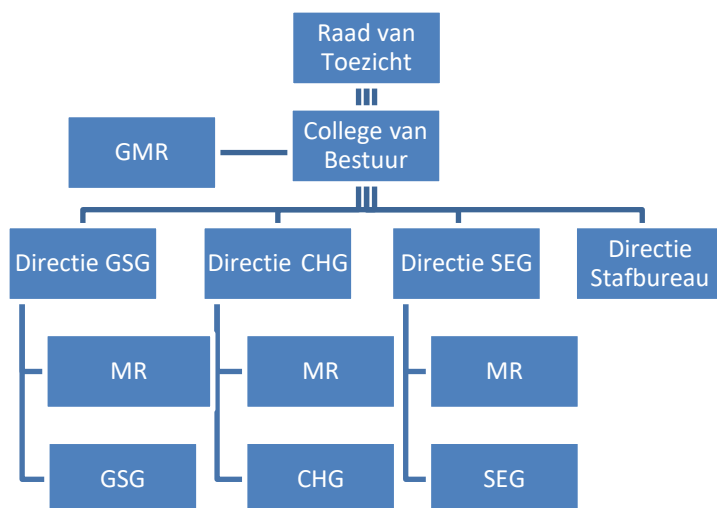 Raad van
Toezicht
GMR
College van
Bestuur
Directie GSG
Directie CHG
Directie SEG
Directie
Stafbureau
MR
MR
MR
GSG
CHG
SEG